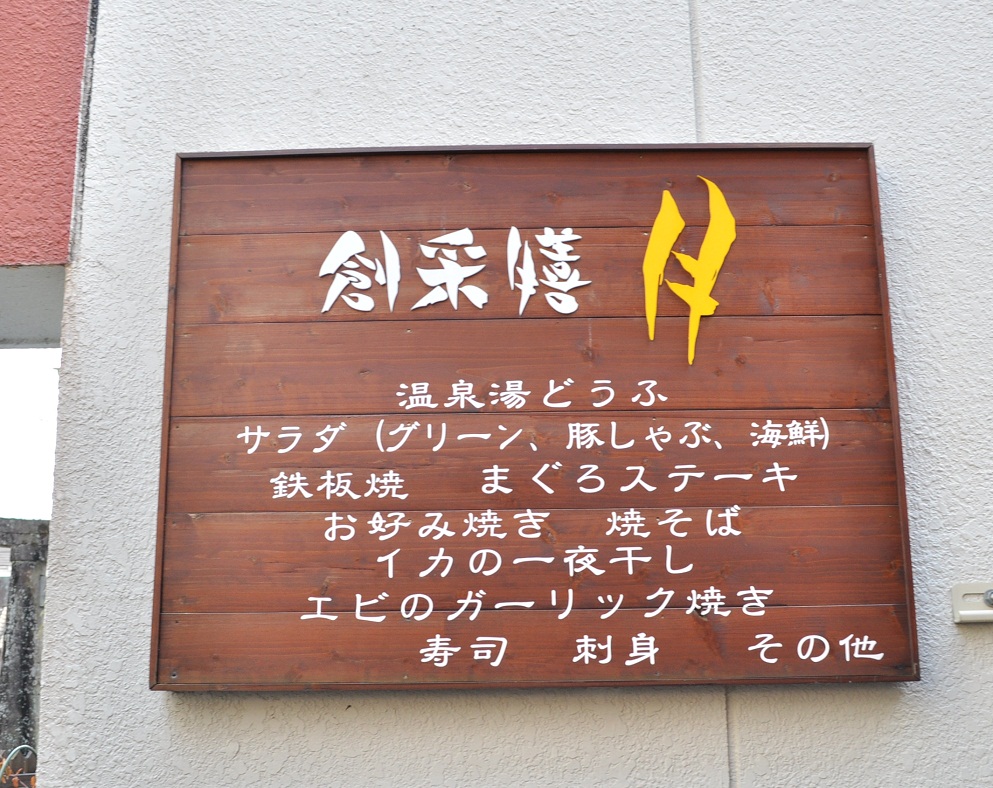 創采膳
温泉湯どうふ
サラダ (グリーン、豚しゃぶ、海鮮)
鉄板焼 まぐろステーキ
お好み焼き 焼そば
イカの一夜干し
エビのガーリック焼き
寿司 刺身 その他